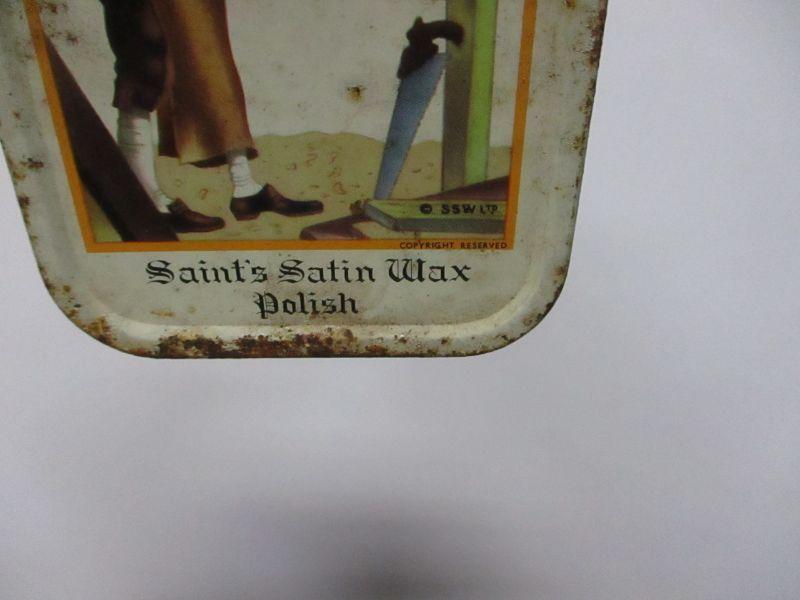 © SSW LTD
COPYRIGHT RESERVED
Saint's Satin Wax
Polish